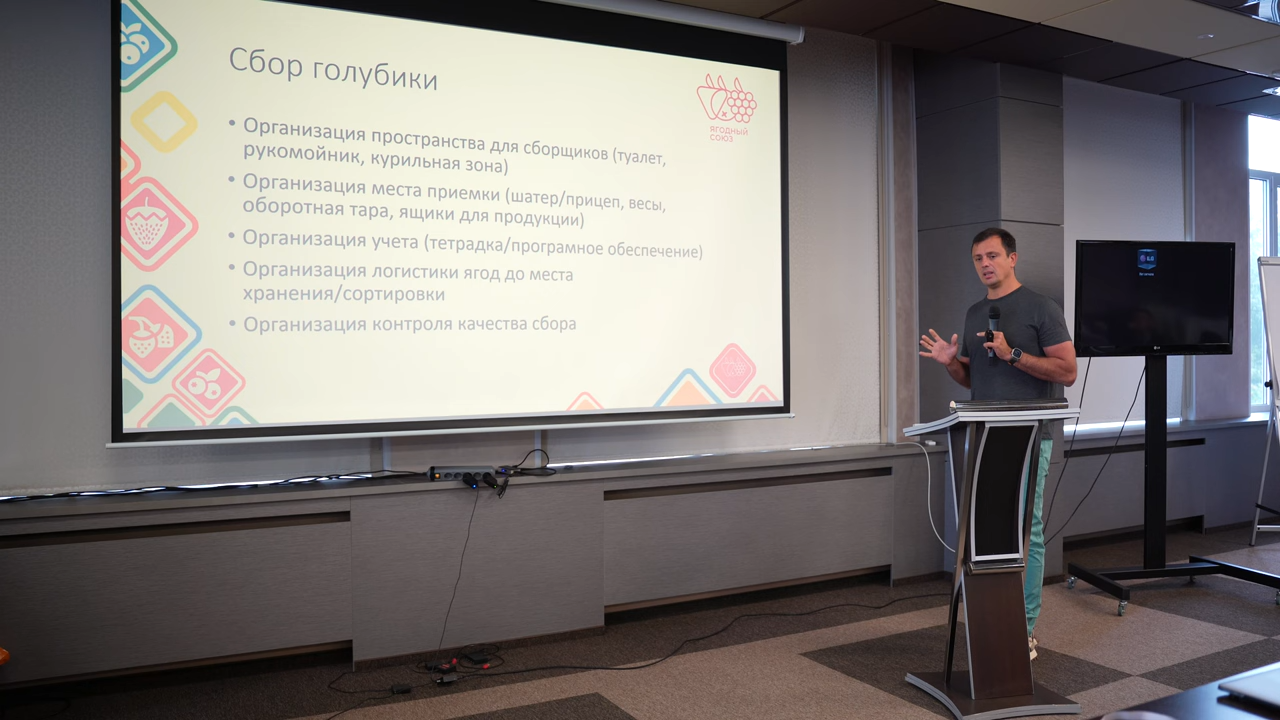 Сбор голубики
ЯГОДНЫЙ
СОЮЗ
• Организация пространства для сборщиков (туалет,
рукомойник, курильная зона)
• Организация места приемки (шатер/прицеп, весы,
оборотная тара, ящики для продукции)
• Организация учета (тетрадка/програмное обеспечение)
• Организация логистики ягод до места
хранения/сортировки
• Организация контроля качества сбора
LG